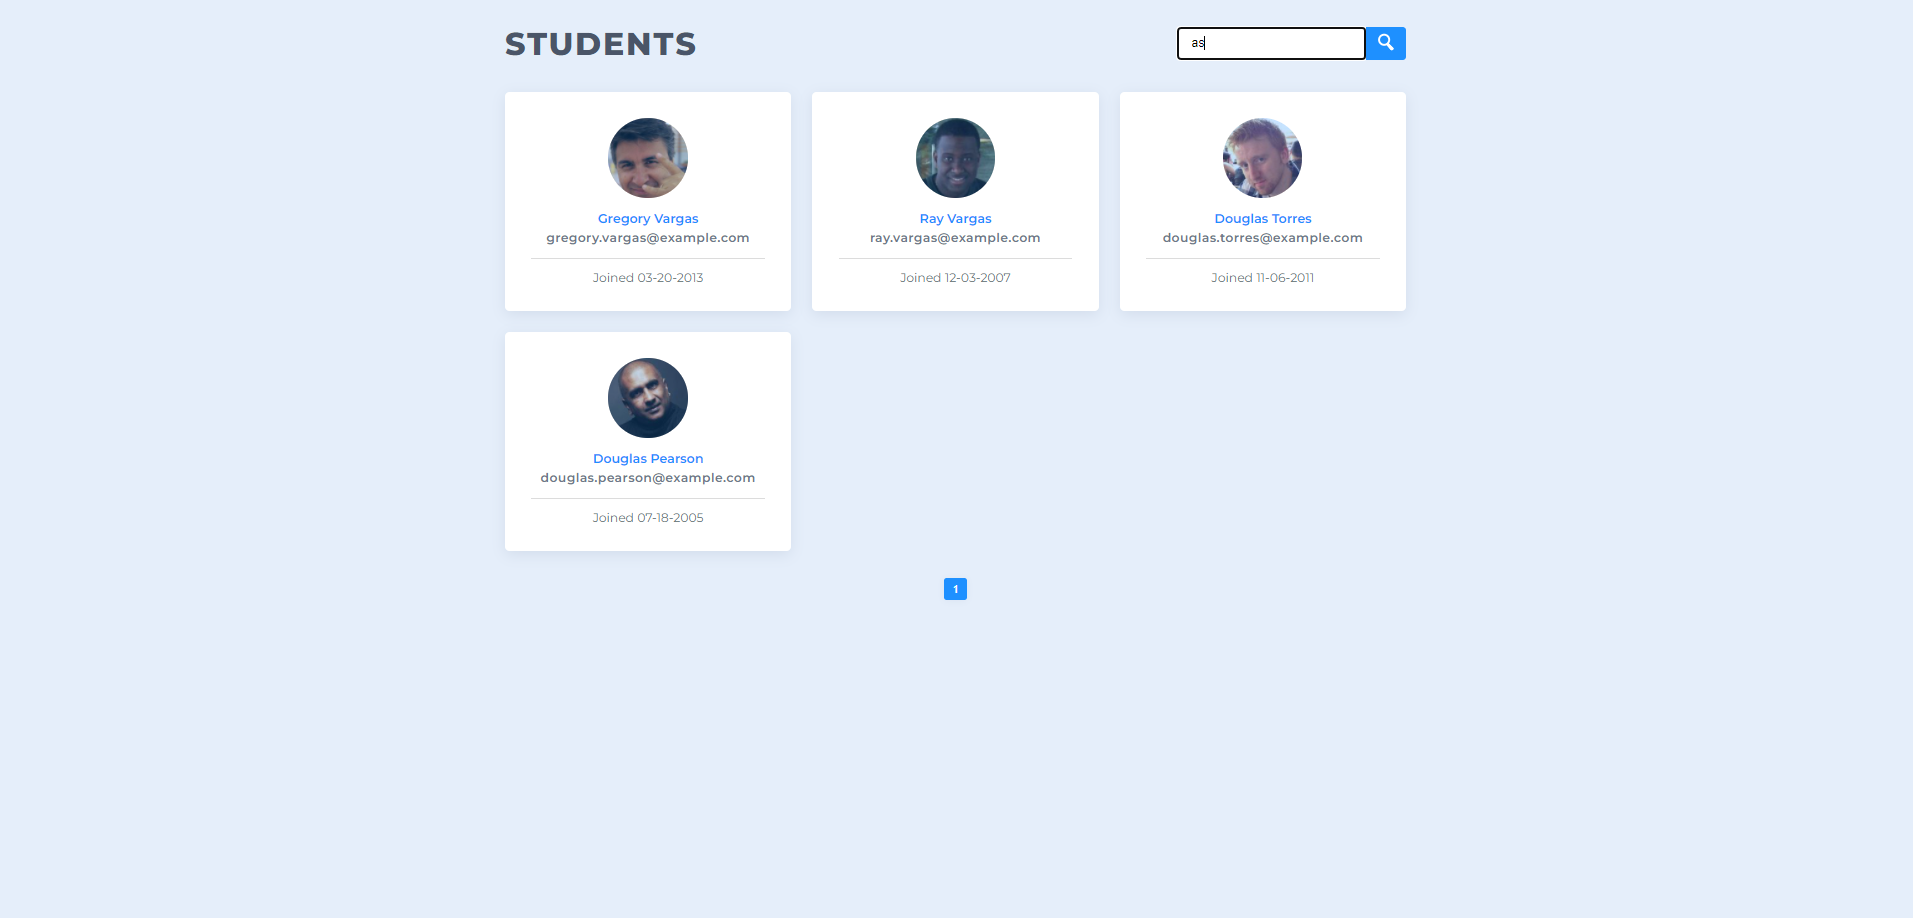 STUDENTS
as
Gregory Vargas
gregory.vargas@example.com
Joined 03-20-2013
Ray Vargas
ray.vargas@example.com
Joined 12-03-2007
Douglas Torres
douglas.torres@example.com
Joined 11-06-2011
Douglas Pearson
douglas.pearson@example.com
Joined 07-18-2005
1